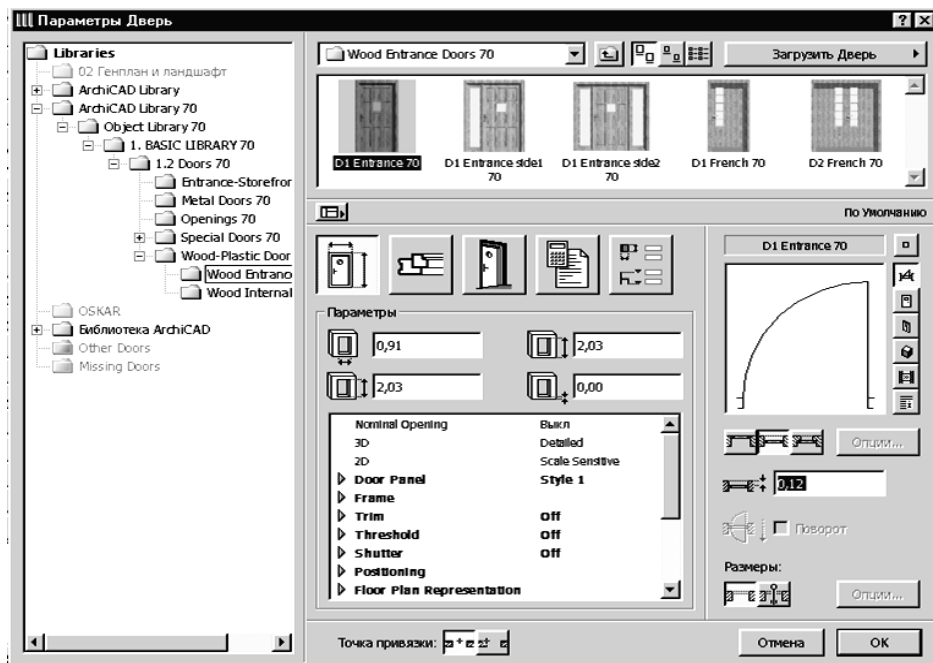 Параметры Дверь
Libraries
02 Генплан и ландшафт
ArchiCAD Library
ArchiCAD Library 70
Object Library 70
1. BASIC LIBRARY 70
1.2 Doors 70
Entrance-Storefror
Metal Doors 70
Openings 70
Special Doors 70
Wood-Plastic Door
Wood Entranc
Wood Internal
OSKAR
Библиотека ArchiCAD
Other Doors
Missing Doors
Wood Entrance Doors 70
Загрузить Дверь
D1 Entrance 70
D1 Entrance side1 70
D1 Entrance side2 70
D1 French 70
D2 French 70
По Умолчанию
Параметры
0,91
2,03
2,03
0,00
Nominal Opening Выкл
3D Detailed
2D Scale Sensitive
Door Panel Style 1
Frame
Trim Off
Threshold Off
Shutter Off
Positioning
Floor Plan Representation
D1 Entrance 70
Опции...
0,12
Поворот
Размеры:
Опции...
Точка привязки:
Отмена
OK